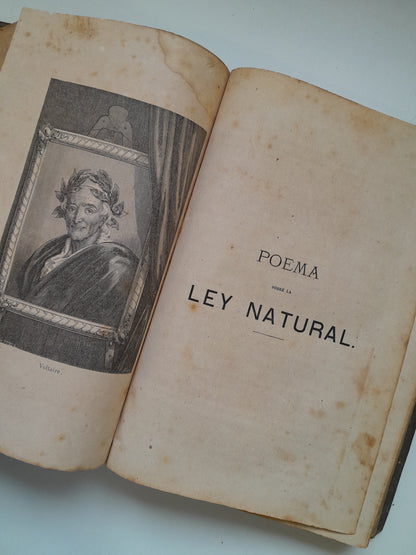 Voltaire.
POEMA
SOBRE LA
LEY NATURAL.